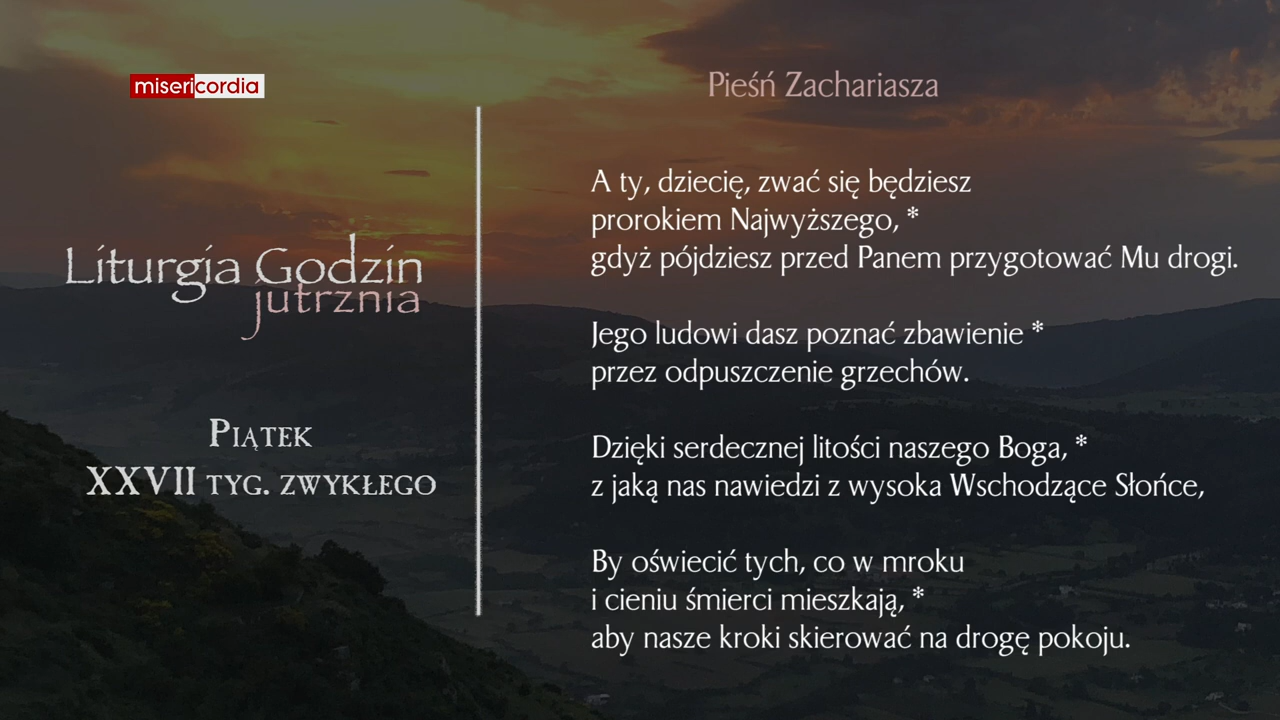 misericordia
Liturgia Godzin
jutrznia
Piątek
XXVII tyg. zwykłego
Pieśń Zachariasza
A ty, dziecię, zwać się będziesz
prorokiem Najwyższego, *
gdyż pójdziesz przed Panem przygotować Mu drogi.
Jego ludowi dasz poznać zbawienie *
przez odpuszczenie grzechów.
Dzięki serdecznej litości naszego Boga, *
z jaką nas nawiedzi z wysoka Wschodzące Słońce,
By oświecić tych, co w mroku
i cieniu śmierci mieszkają, *
aby nasze kroki skierować na drogę pokoju.